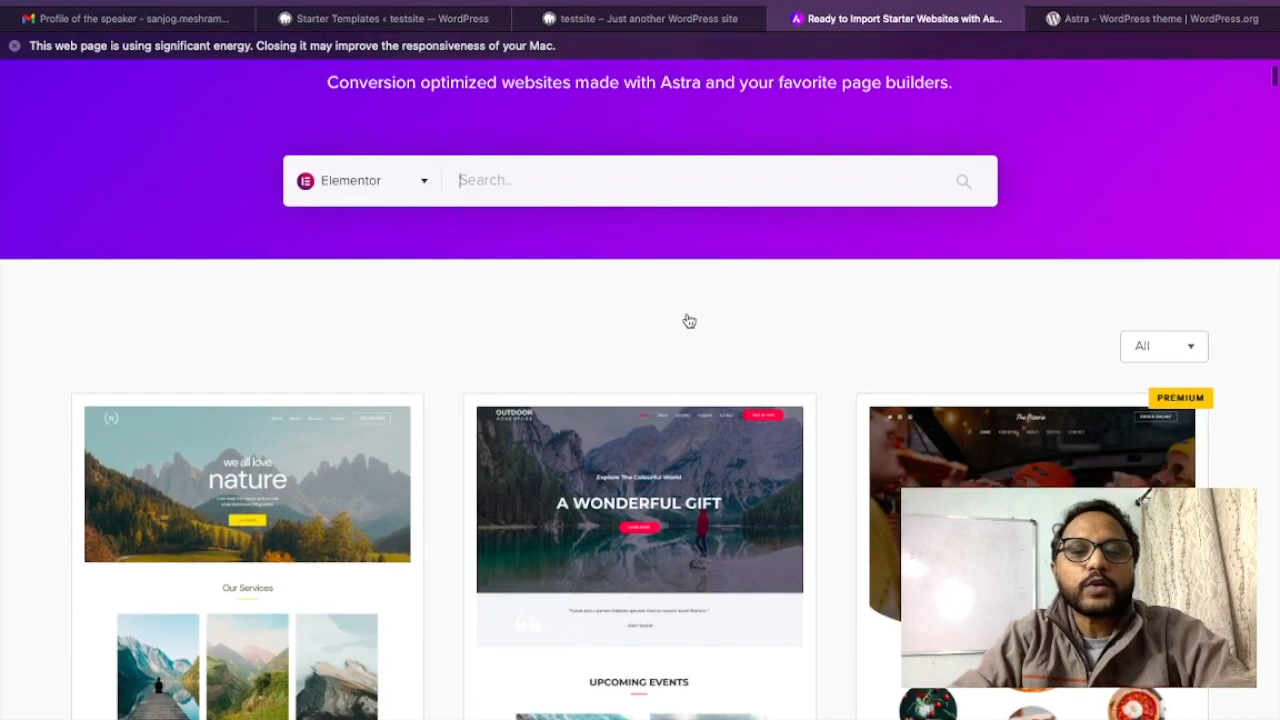 Profile of the speaker - sanjog.meshram...
Starter Templates ‹ testsite — WordPress
testsite – Just another WordPress site
Ready to Import Starter Websites with As...
Astra - WordPress theme | WordPress.org
This web page is using significant energy. Closing it may improve the responsiveness of your Mac.
Conversion optimized websites made with Astra and your favorite page builders.
Elementor
Search..
All
PREMIUM
we all love
nature
Our Services
OUTDOOR
ADVENTURE
Explore The Colourful World
A WONDERFUL GIFT
UPCOMING EVENTS
The Pizzeria